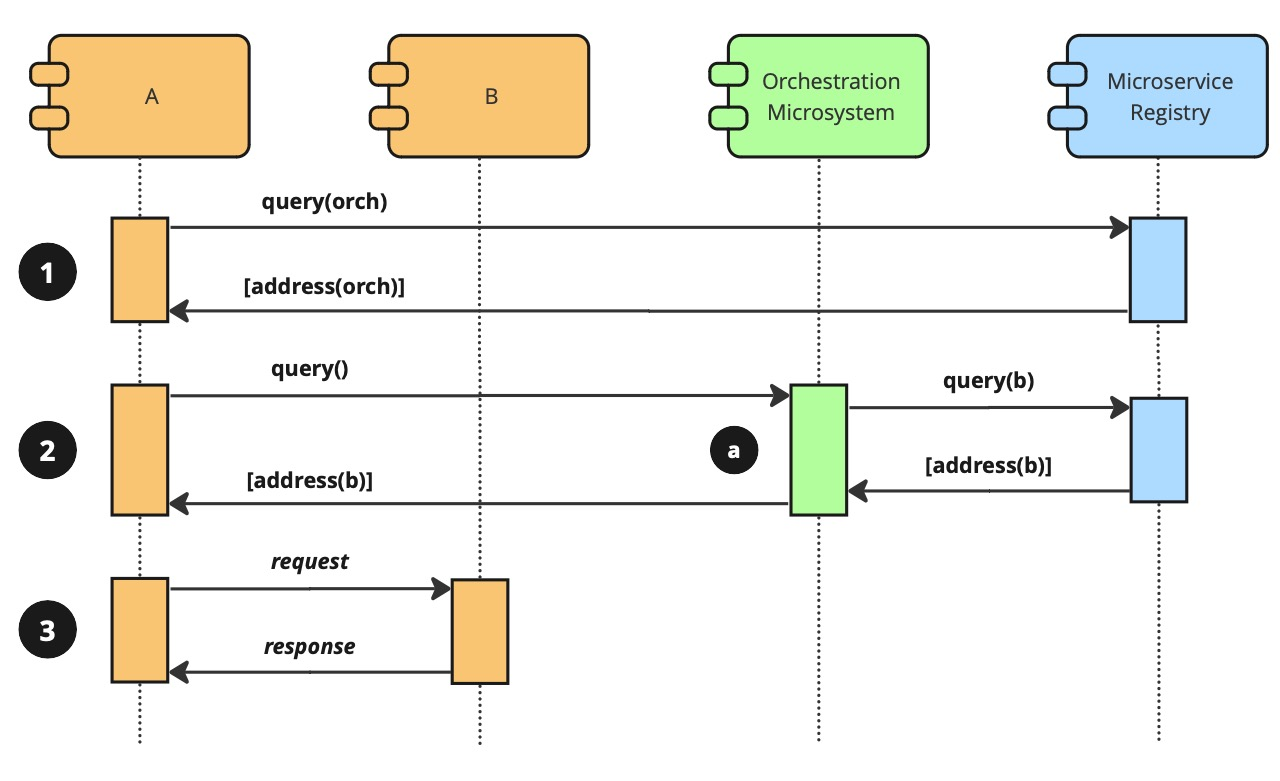 A
B
Orchestration
Microsystem
Microservice
Registry
query(orch)
1
[address(orch)]
query()
query(b)
2
a
[address(b)]
[address(b)]
request
3
response